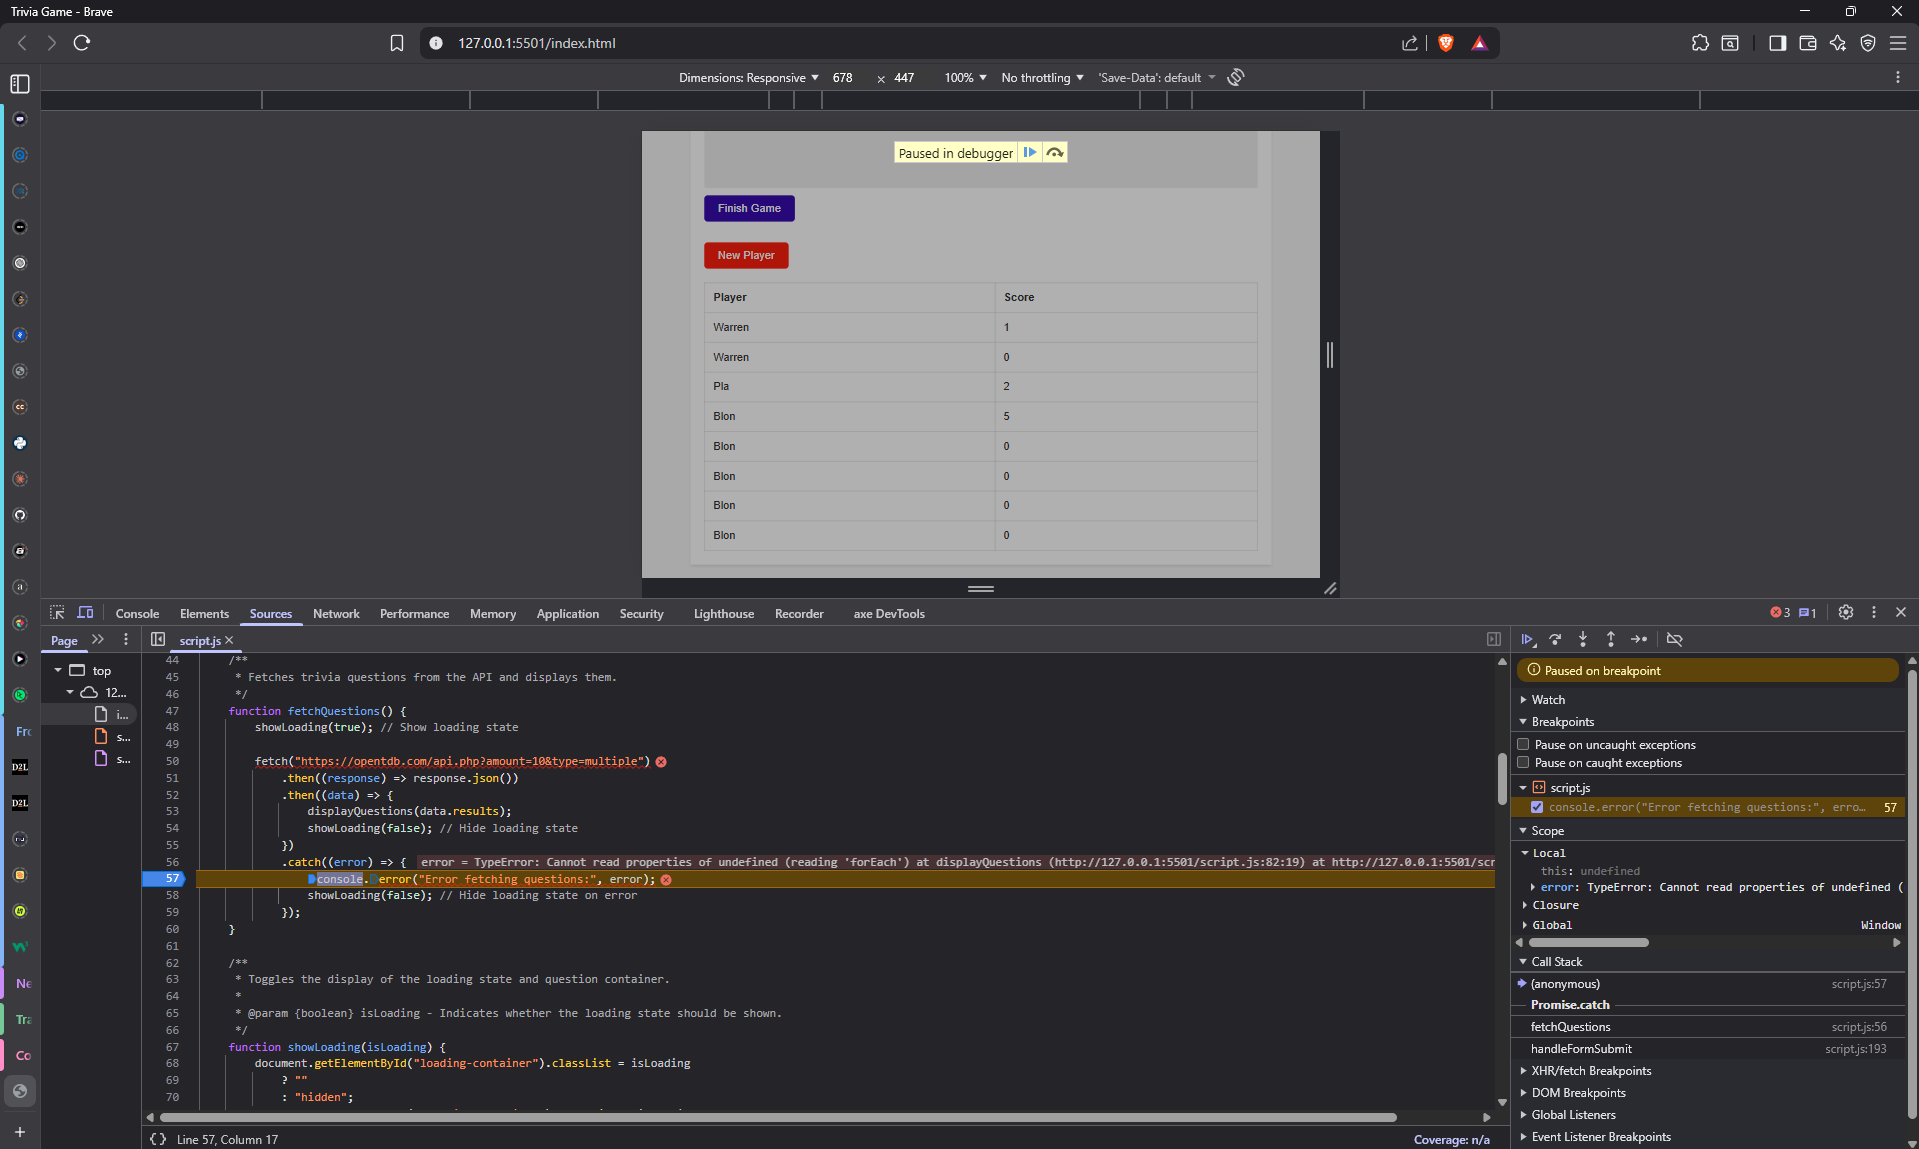 Trivia Game - Brave
127.0.0.1:5501/index.html
Dimensions: Responsive 678 × 447 100% No throttling 'Save-Data': default
Paused in debugger
Finish Game
New Player
Player Score
Warren 1
Warren 0
Pla 2
Blon 5
Blon 0
Blon 0
Blon 0
Blon 0
Console Elements Sources Network Performance Memory Application Security Lighthouse Recorder axe DevTools 3 1
Page script.js
top
12...
i...
s...
s...
44 /**
45 * Fetches trivia questions from the API and displays them.
46 */
47 function fetchQuestions() {
48 showLoading(true); // Show loading state
49
50 fetch("https://opentdb.com/api.php?amount=10&type=multiple")
51 .then((response) => response.json())
52 .then((data) => {
53 displayQuestions(data.results);
54 showLoading(false); // Hide loading state
55 })
56 .catch((error) => { error = TypeError: Cannot read properties of undefined (reading 'forEach') at displayQuestions (http://127.0.0.1:5501/script.js:82:19) at http://127.0.0.1:5501/scr
57 console.error("Error fetching questions:", error);
58 showLoading(false); // Hide loading state on error
59 });
60 }
61
62 /**
63 * Toggles the display of the loading state and question container.
64 *
65 * @param {boolean} isLoading - Indicates whether the loading state should be shown.
66 */
67 function showLoading(isLoading) {
68 document.getElementById("loading-container").classList = isLoading
69 ? ""
70 : "hidden";
{} Line 57, Column 17
Coverage: n/a
Paused on breakpoint
Watch
Breakpoints
Pause on uncaught exceptions
Pause on caught exceptions
script.js
console.error("Error fetching questions:", erro... 57
Scope
Local
this: undefined
error: TypeError: Cannot read properties of undefined (
Closure
Global Window
Call Stack
(anonymous) script.js:57
Promise.catch
fetchQuestions script.js:56
handleFormSubmit script.js:193
XHR/fetch Breakpoints
DOM Breakpoints
Global Listeners
Event Listener Breakpoints
cc
a
Fro
D2L
D2L
Ne
Tra
Co